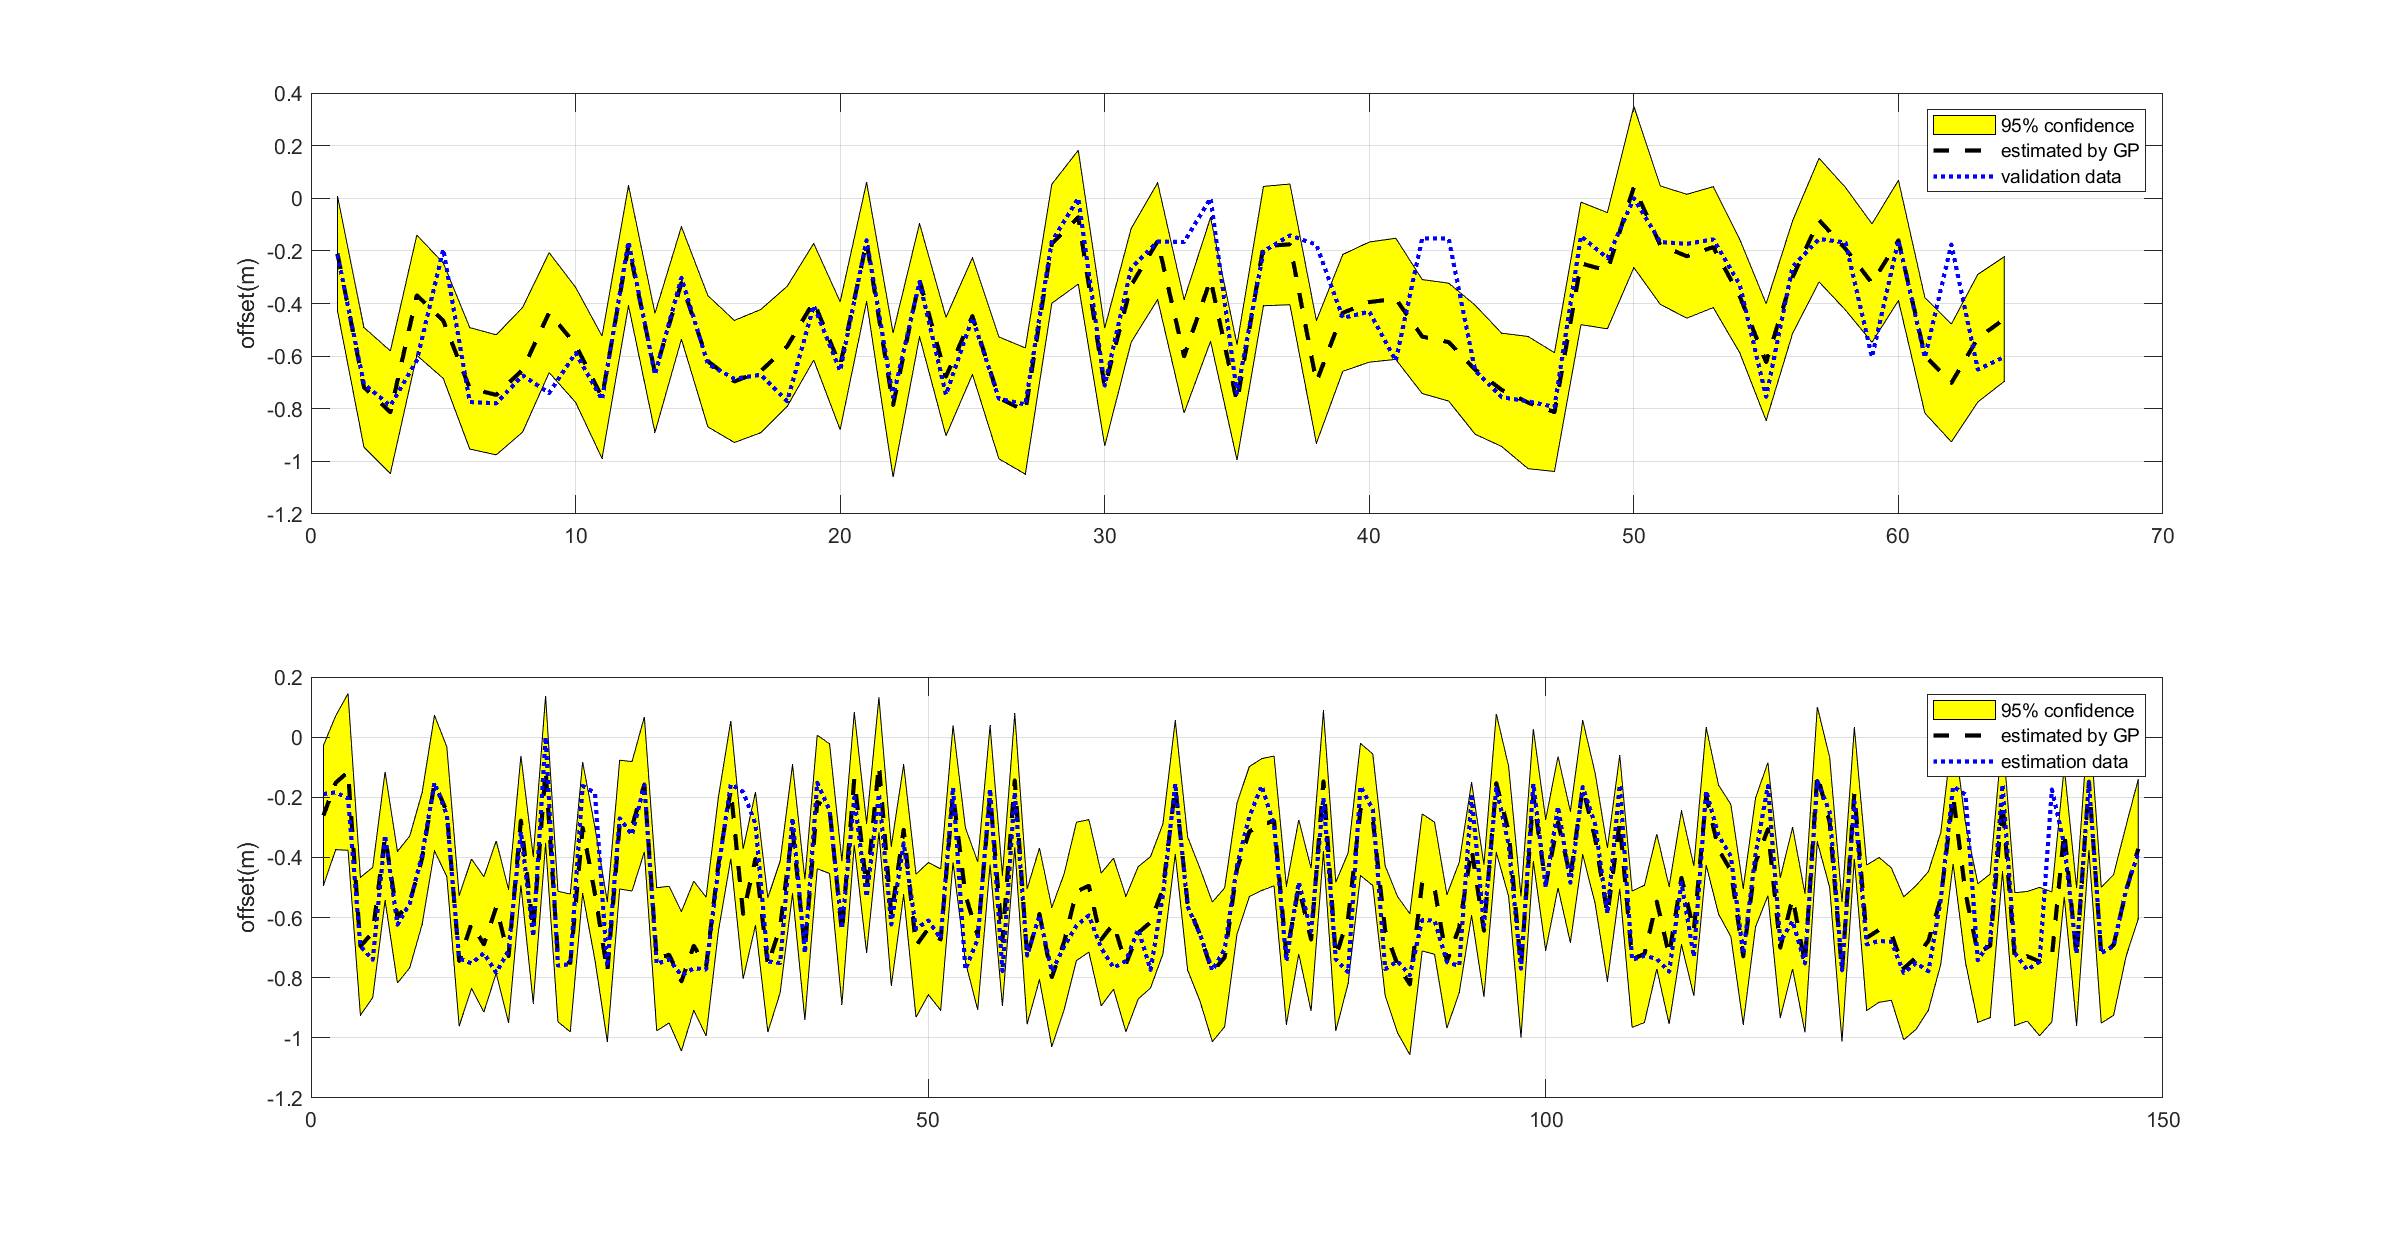 0.4
0.2
0
-0.2
-0.4
-0.6
-0.8
-1
-1.2
offset(m)
0 10 20 30 40 50 60 70
95% confidence
estimated by GP
validation data
0.2
0
-0.2
-0.4
-0.6
-0.8
-1
-1.2
offset(m)
0 50 100 150
95% confidence
estimated by GP
estimation data